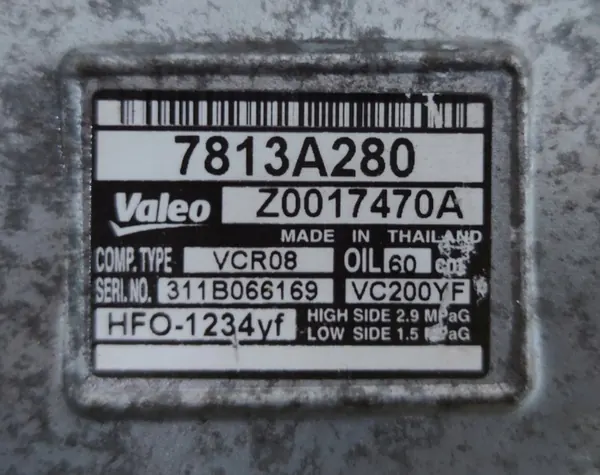 7813A280
Valeo Z0017470A
MADE IN THAILAND
COMP. TYPE VCR08 OIL 60
SERI.NO. 311B066169 VC200YF
HFO-1234yf HIGH SIDE 2.9 MPaG
LOW SIDE 1.5 MPaG